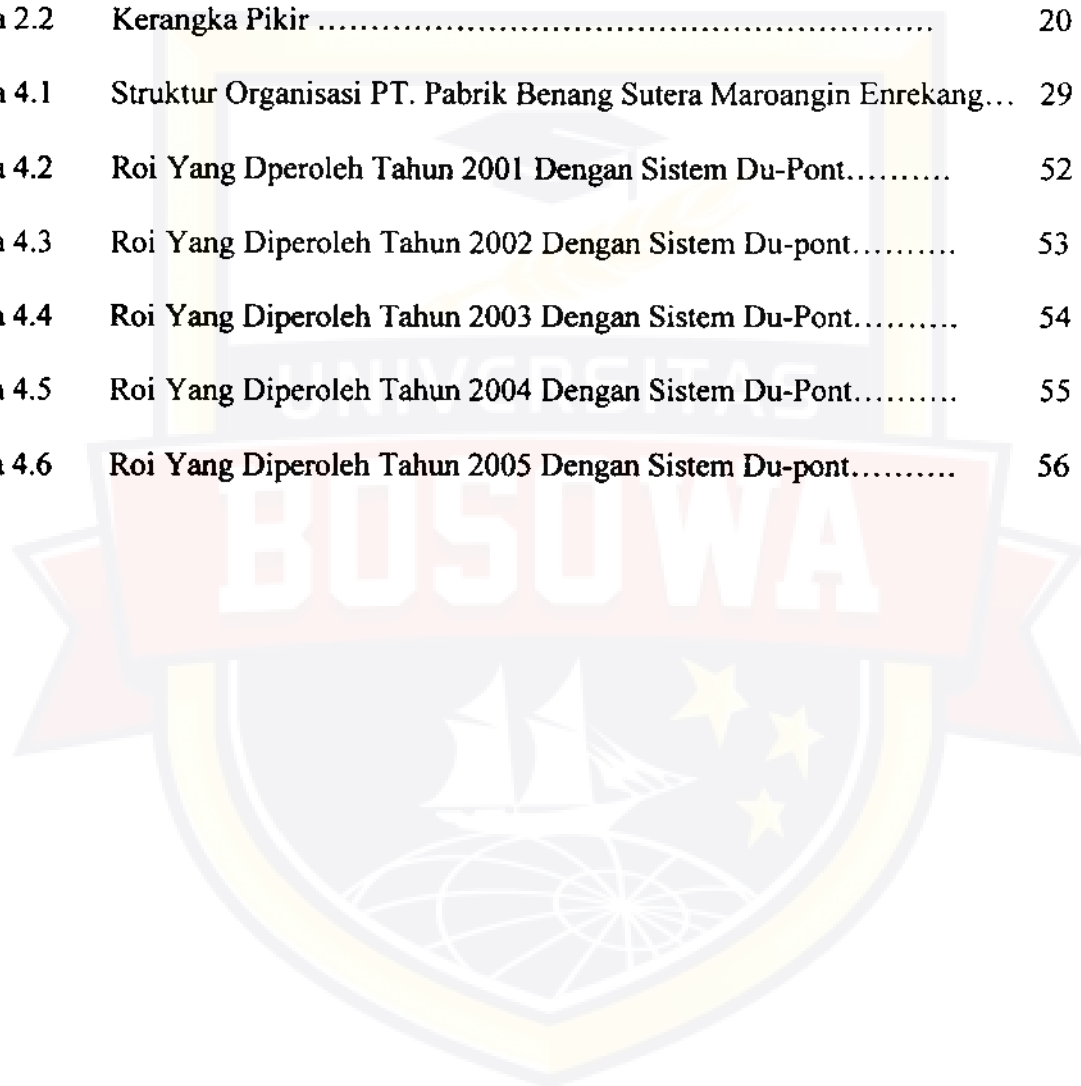 a 2.2 Kerangka Pikir .......................................................... 20
a 4.1 Struktur Organisasi PT. Pabrik Benang Sutera Maroangin Enrekang... 29
a 4.2 Roi Yang Dperoleh Tahun 2001 Dengan Sistem Du-Pont.......... 52
a 4.3 Roi Yang Diperoleh Tahun 2002 Dengan Sistem Du-pont.......... 53
a 4.4 Roi Yang Diperoleh Tahun 2003 Dengan Sistem Du-Pont.......... 54
a 4.5 Roi Yang Diperoleh Tahun 2004 Dengan Sistem Du-Pont.......... 55
a 4.6 Roi Yang Diperoleh Tahun 2005 Dengan Sistem Du-pont.......... 56
UNIVERSITAS
BOSOWA